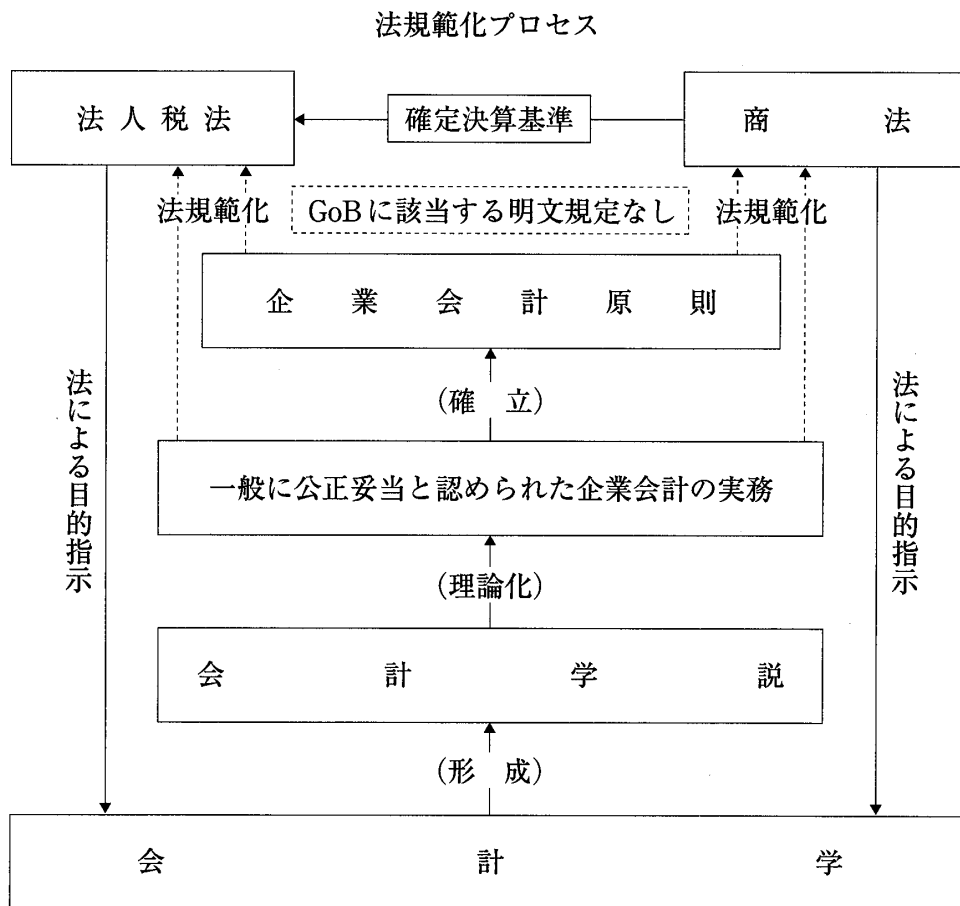 法規範化プロセス
法人税法
確定決算基準
商法
法規範化
GoBに該当する明文規定なし
法規範化
企業会計原則
(確立)
法による目的指示
法による目的指示
一般に公正妥当と認められた企業会計の実務
(理論化)
会計学説
(形成)
会計学